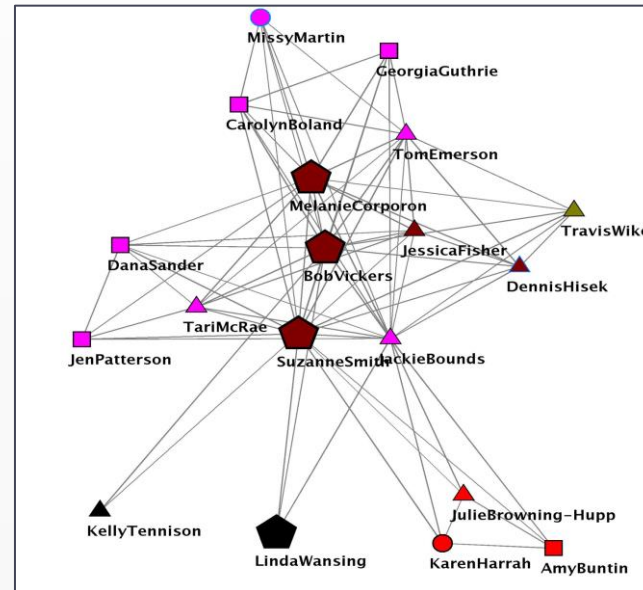 MissyMartin
GeorgiaGuthrie
CarolynBoland
TomEmerson
MelanieCorporon
JessicaFisher
TravisWike
DanaSander
BobVickers
DennisHisek
TariMcRae
JenPatterson
SuzanneSmith
JackieBounds
KellyTennison
LindaWansing
JulieBrowning-Hupp
KarenHarrah
AmyBuntin